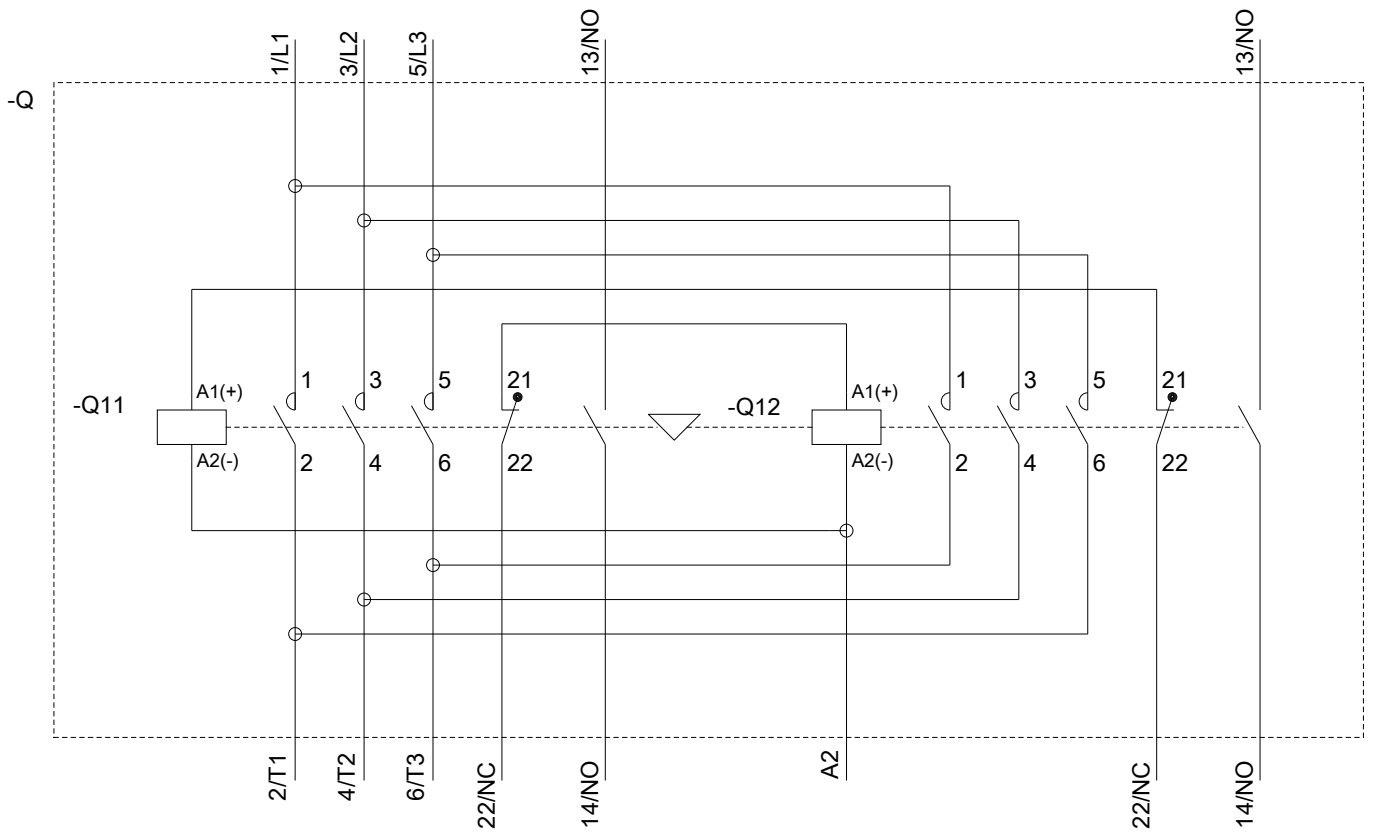 1/L1
3/L2
5/L3
13/NO
13/NO
-Q
-Q11
A1(+)
1
3
5
21
-Q12
A1(+)
1
3
5
21
A2(-)
2
4
6
22
A2(-)
2
4
6
22
2/T1
4/T2
6/T3
22/NC
14/NO
A2
22/NC
14/NO